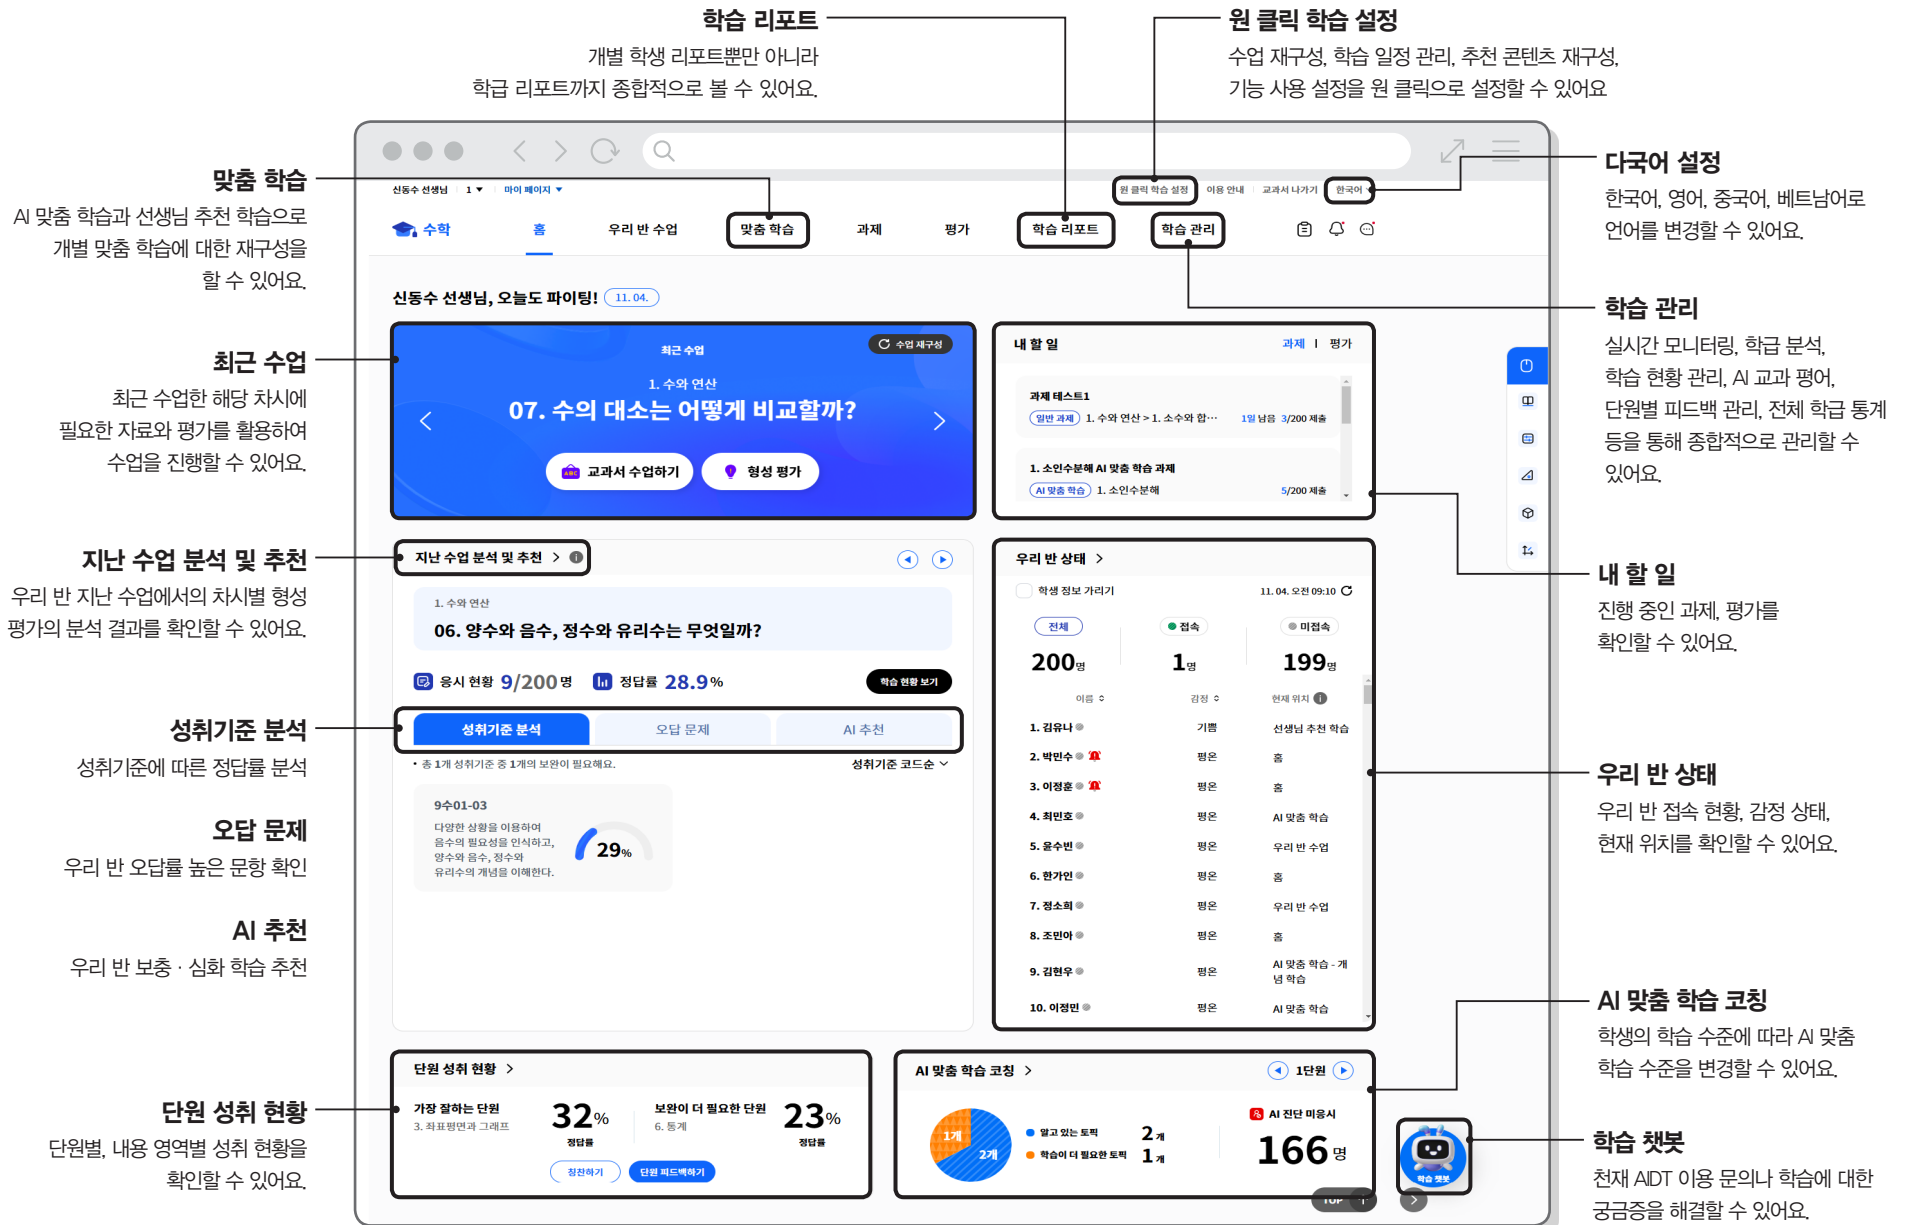 학습 리포트
개별 학생 리포트뿐만 아니라
학급 리포트까지 종합적으로 볼 수 있어요.
원 클릭 학습 설정
수업 재구성, 학습 일정 관리, 추천 콘텐츠 재구성,
기능 사용 설정을 원 클릭으로 설정할 수 있어요
맞춤 학습
AI 맞춤 학습과 선생님 추천 학습으로
개별 맞춤 학습에 대한 재구성을
할 수 있어요.
최근 수업
최근 수업한 해당 차시에
필요한 자료와 평가를 활용하여
수업을 진행할 수 있어요.
지난 수업 분석 및 추천
우리 반 지난 수업에서의 차시별 형성
평가의 분석 결과를 확인할 수 있어요.
성취기준 분석
성취기준에 따른 정답률 분석
오답 문제
우리 반 오답률 높은 문항 확인
AI 추천
우리 반 보충 · 심화 학습 추천
단원 성취 현황
단원별, 내용 영역별 성취 현황을
확인할 수 있어요.
신동수 선생님 1 ▼ 마이 페이지 ▼ 원 클릭 학습 설정 이용 안내 교과서 나가기 한국어
수학 홈 우리 반 수업 맞춤 학습 과제 평가 학습 리포트 학습 관리
신동수 선생님, 오늘도 파이팅! 11. 04.
최근 수업 수업 재구성
1. 수와 연산
07. 수의 대소는 어떻게 비교할까?
ABC 교과서 수업하기 형성 평가
내 할 일 과제 평가
과제 테스트1
일반 과제 1. 수와 연산 > 1. 소수와 합… 1일 남음 3/200 제출
1. 소인수분해 AI 맞춤 학습 과제
AI 맞춤 학습 1. 소인수분해 5/200 제출
지난 수업 분석 및 추천 >
1. 수와 연산
06. 양수와 음수, 정수와 유리수는 무엇일까?
응시 현황 9/200 명 정답률 28.9 % 학습 현황 보기
성취기준 분석 오답 문제 AI 추천
• 총 1개 성취기준 중 1개의 보완이 필요해요. 성취기준 코드순
9수01-03
다양한 상황을 이용하여
음수의 필요성을 인식하고,
양수와 음수, 정수와
유리수의 개념을 이해한다.
29%
우리 반 상태 >
학생 정보 가리기 11. 04. 오전 09:10
전체 접속 미접속
200명 1명 199명
이름 감정 현재 위치
1. 김유나 기쁨 선생님 추천 학습
2. 박민수 평온 홈
3. 이정훈 평온 홈
4. 최민호 평온 AI 맞춤 학습
5. 윤수빈 평온 우리 반 수업
6. 한가인 평온 홈
7. 정소희 평온 우리 반 수업
8. 조민아 평온 홈
9. 김현우 평온 AI 맞춤 학습 - 개
념 학습
10. 이정민 평온 AI 맞춤 학습
단원 성취 현황 >
가장 잘하는 단원 32% 보완이 더 필요한 단원 23%
3. 좌표평면과 그래프 정답률 6. 통계 정답률
칭찬하기 단원 피드백하기
AI 맞춤 학습 코칭 > 1단원
1개 2개
알고 있는 토픽 2 개
학습이 더 필요한 토픽 1 개
AI 진단 미응시
166 명
TOP
학습 챗봇
다국어 설정
한국어, 영어, 중국어, 베트남어로
언어를 변경할 수 있어요.
학습 관리
실시간 모니터링, 학급 분석,
학습 현황 관리, AI 교과 평어,
단원별 피드백 관리, 전체 학급 통계
등을 통해 종합적으로 관리할 수
있어요.
내 할 일
진행 중인 과제, 평가를
확인할 수 있어요.
우리 반 상태
우리 반 접속 현황, 감정 상태,
현재 위치를 확인할 수 있어요.
AI 맞춤 학습 코칭
학생의 학습 수준에 따라 AI 맞춤
학습 수준을 변경할 수 있어요.
학습 챗봇
천재 AIDT 이용 문의나 학습에 대한
궁금증을 해결할 수 있어요.